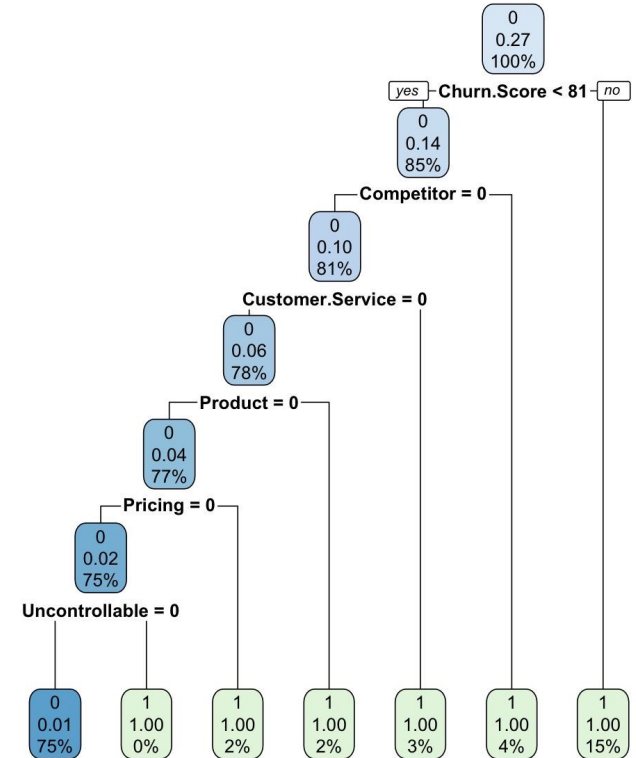 0
0.27
100%
yes Churn.Score < 81 no
0
0.14
85%
Competitor = 0
0
0.10
81%
Customer.Service = 0
0
0.06
78%
Product = 0
0
0.04
77%
Pricing = 0
0
0.02
75%
Uncontrollable = 0
0 1 1 1 1 1 1
0.01 1.00 1.00 1.00 1.00 1.00 1.00
75% 0% 2% 2% 3% 4% 15%